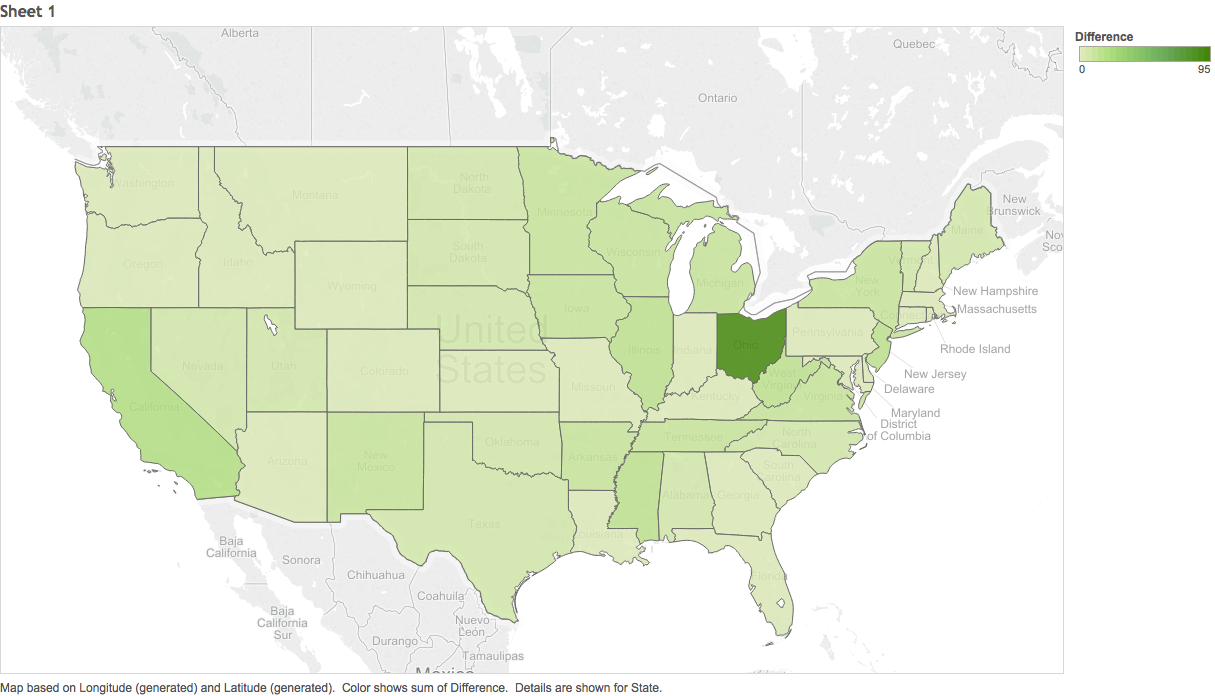 Sheet 1
Difference
0
95
Alberta
Quebec
Ontario
New
Brunswick
Nov
Sco
Washington
Montana
North
Dakota
Minnesota
Maine
Oregon
Idaho
South
Dakota
Wisconsin
Vermont
Wyoming
Michigan
New
York
New Hampshire
Massachusetts
Iowa
United
States
Nevada
Utah
Colorado
Illinois
Indiana
Ohio
Pennsylvania
Rhode Island
California
Missouri
West
Virginia
Kentucky
Virginia
New Jersey
Delaware
Maryland
District
of Columbia
Arizona
New
Mexico
Oklahoma
Arkansas
Tennessee
North
Carolina
South
Carolina
Texas
Louisiana
Alabama
Georgia
Florida
Baja
California
Sonora
Chihuahua
Coahuila
Baja
California
Sur
Durango
Nuevo
León
Tamaulipas
Mexico
Map based on Longitude (generated) and Latitude (generated).  Color shows sum of Difference.  Details are shown for State.